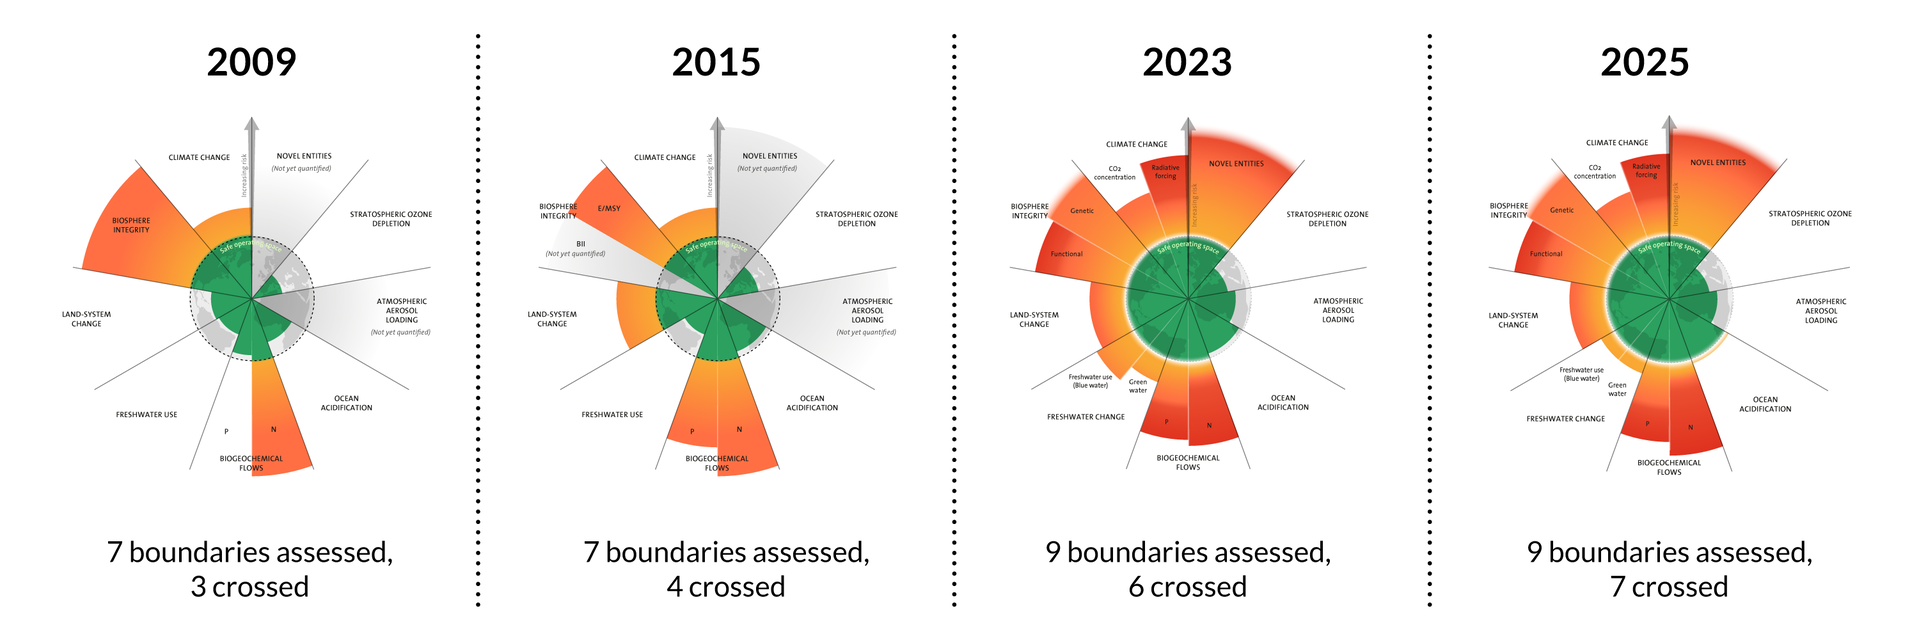 2009
CLIMATE CHANGE
NOVEL ENTITIES
(Not yet quantified)
Increasing risk
STRATOSPHERIC OZONE
DEPLETION
BIOSPHERE
INTEGRITY
Safe operating space
ATMOSPHERIC
AEROSOL
LOADING
(Not yet quantified)
LAND-SYSTEM
CHANGE
OCEAN
ACIDIFICATION
FRESHWATER USE
P
N
BIOGEOCHEMICAL
FLOWS
7 boundaries assessed,
3 crossed
2015
CLIMATE CHANGE
NOVEL ENTITIES
(Not yet quantified)
Increasing risk
STRATOSPHERIC OZONE
DEPLETION
BIOSPHERE
INTEGRITY
E/MSY
BII
(Not yet quantified)
Safe operating space
ATMOSPHERIC
AEROSOL
LOADING
(Not yet quantified)
LAND-SYSTEM
CHANGE
OCEAN
ACIDIFICATION
FRESHWATER USE
P
N
BIOGEOCHEMICAL
FLOWS
7 boundaries assessed,
4 crossed
2023
CLIMATE CHANGE
CO2
concentration
Radiative
forcing
NOVEL ENTITIES
Increasing risk
STRATOSPHERIC OZONE
DEPLETION
BIOSPHERE
INTEGRITY
Genetic
Functional
Safe operating space
ATMOSPHERIC
AEROSOL
LOADING
LAND-SYSTEM
CHANGE
Freshwater use
(Blue water)
Green
water
OCEAN
ACIDIFICATION
FRESHWATER CHANGE
P
N
BIOGEOCHEMICAL
FLOWS
9 boundaries assessed,
6 crossed
2025
CLIMATE CHANGE
CO2
concentration
Radiative
forcing
NOVEL ENTITIES
Increasing risk
STRATOSPHERIC OZONE
DEPLETION
BIOSPHERE
INTEGRITY
Genetic
Functional
Safe operating space
ATMOSPHERIC
AEROSOL
LOADING
LAND-SYSTEM
CHANGE
Freshwater use
(Blue water)
Green
water
OCEAN
ACIDIFICATION
FRESHWATER CHANGE
P
N
BIOGEOCHEMICAL
FLOWS
9 boundaries assessed,
7 crossed